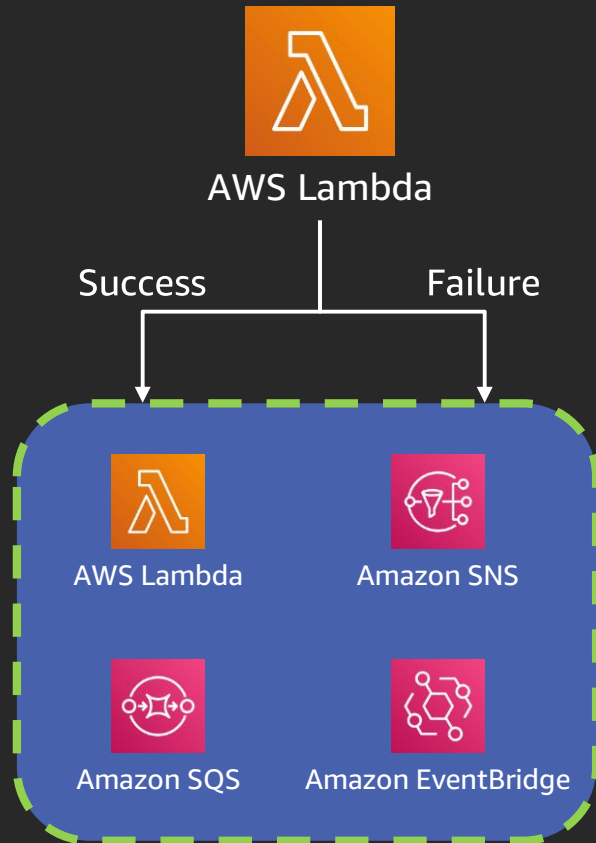 AWS Lambda
Success
Failure
AWS Lambda
Amazon SNS
Amazon SQS
Amazon EventBridge